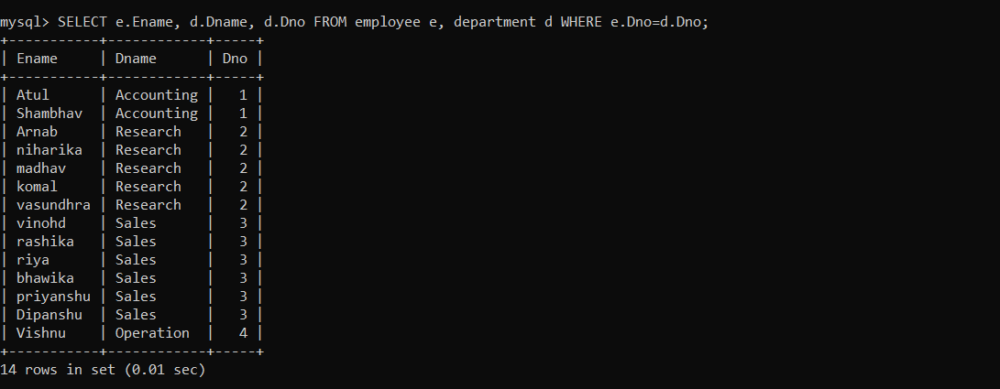 mysql> SELECT e.Ename, d.Dname, d.Dno FROM employee e, department d WHERE e.Dno=d.Dno;
+-----------+------------+-----+
| Ename     | Dname      | Dno |
+-----------+------------+-----+
| Atul      | Accounting |   1 |
| Shambhav  | Accounting |   1 |
| Arnab     | Research   |   2 |
| niharika  | Research   |   2 |
| madhav    | Research   |   2 |
| komal     | Research   |   2 |
| vasundhra | Research   |   2 |
| vinohd    | Sales      |   3 |
| rashika   | Sales      |   3 |
| riya      | Sales      |   3 |
| bhawika   | Sales      |   3 |
| priyanshu | Sales      |   3 |
| Dipanshu  | Sales      |   3 |
| Vishnu    | Operation  |   4 |
+-----------+------------+-----+
14 rows in set (0.01 sec)